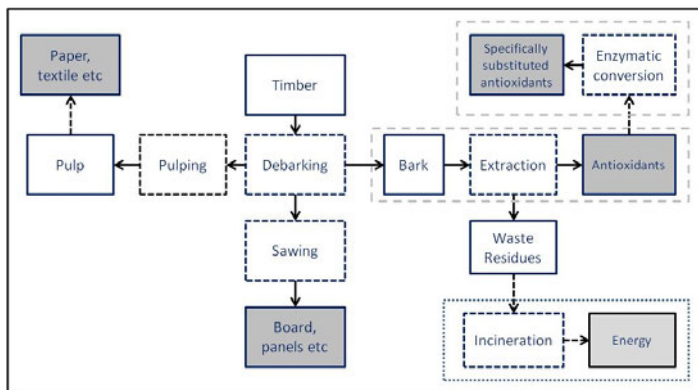 Paper,
textile etc
Timber
Specifically
substituted
antioxidants
Enzymatic
conversion
Pulp
Pulping
Debarking
Bark
Extraction
Antioxidants
Sawing
Waste
Residues
Board,
panels etc
Incineration
Energy